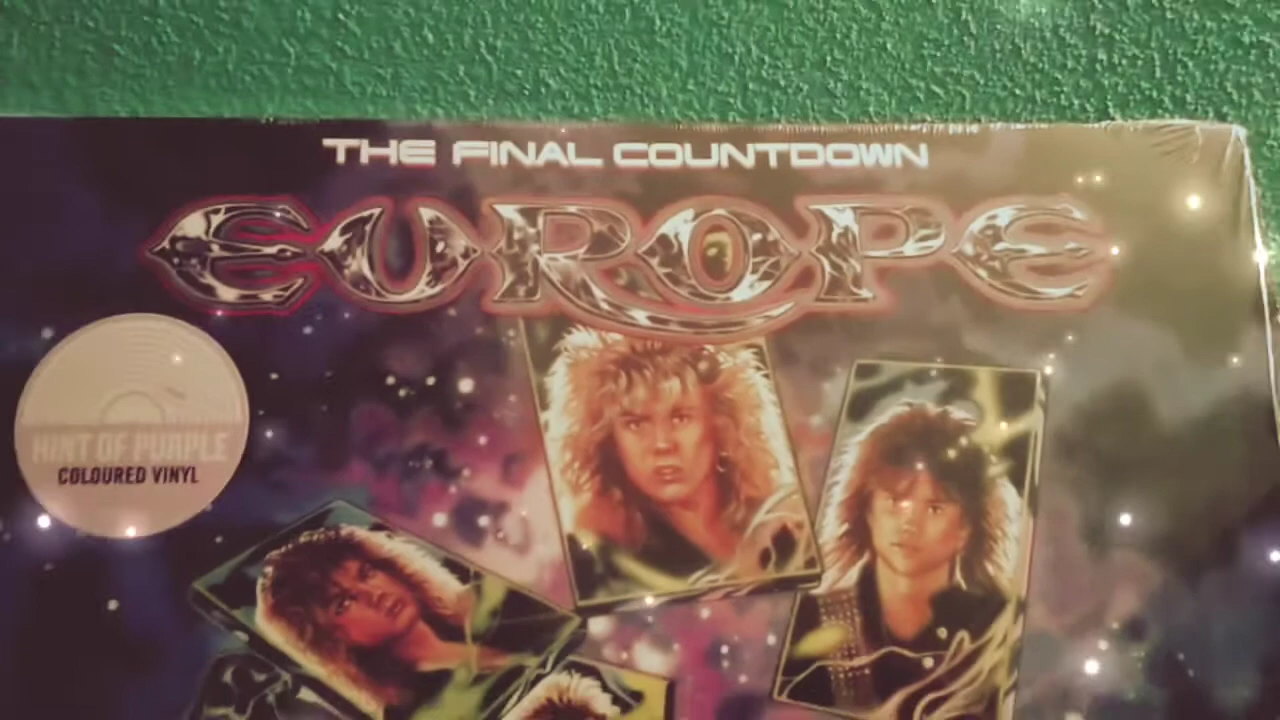 THE FINAL COUNTDOWN
EUROPE
HINT OF PURPLE
COLOURED VINYL